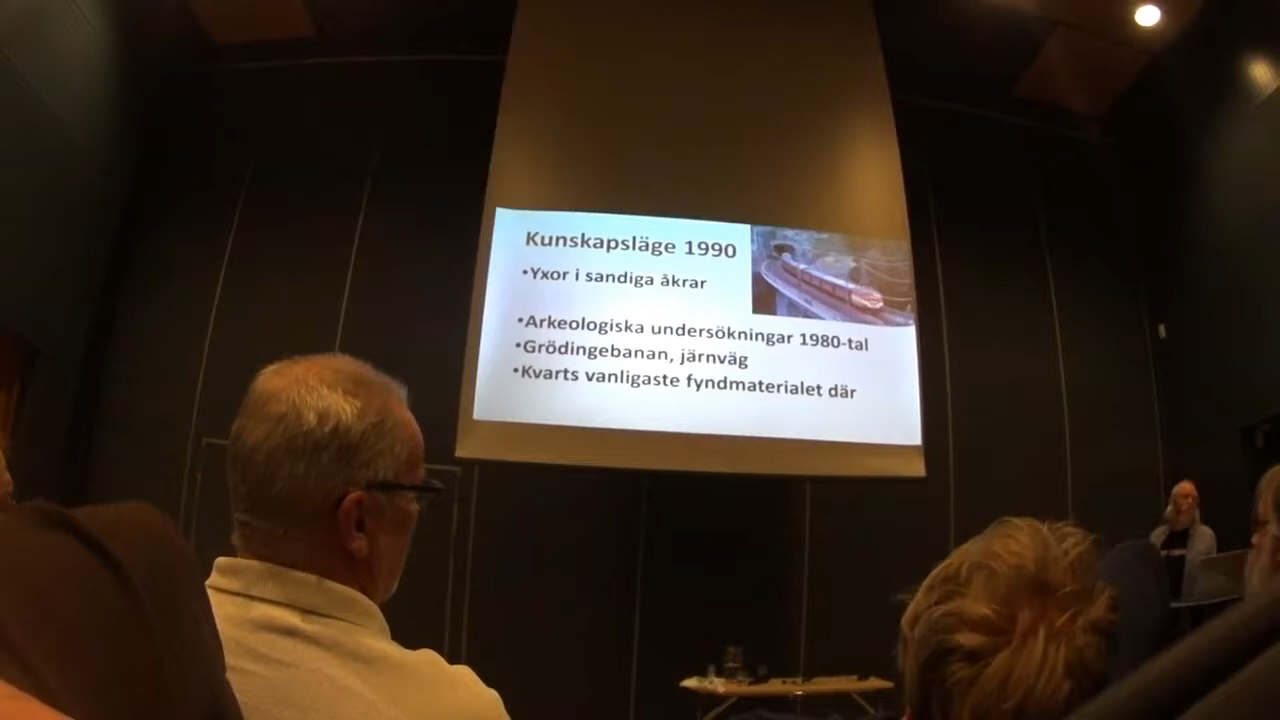 Kunskapsläge 1990
•Yxor i sandiga åkrar
•Arkeologiska undersökningar 1980-tal
•Grödingebanan, järnväg
•Kvarts vanligaste fyndmaterialet där